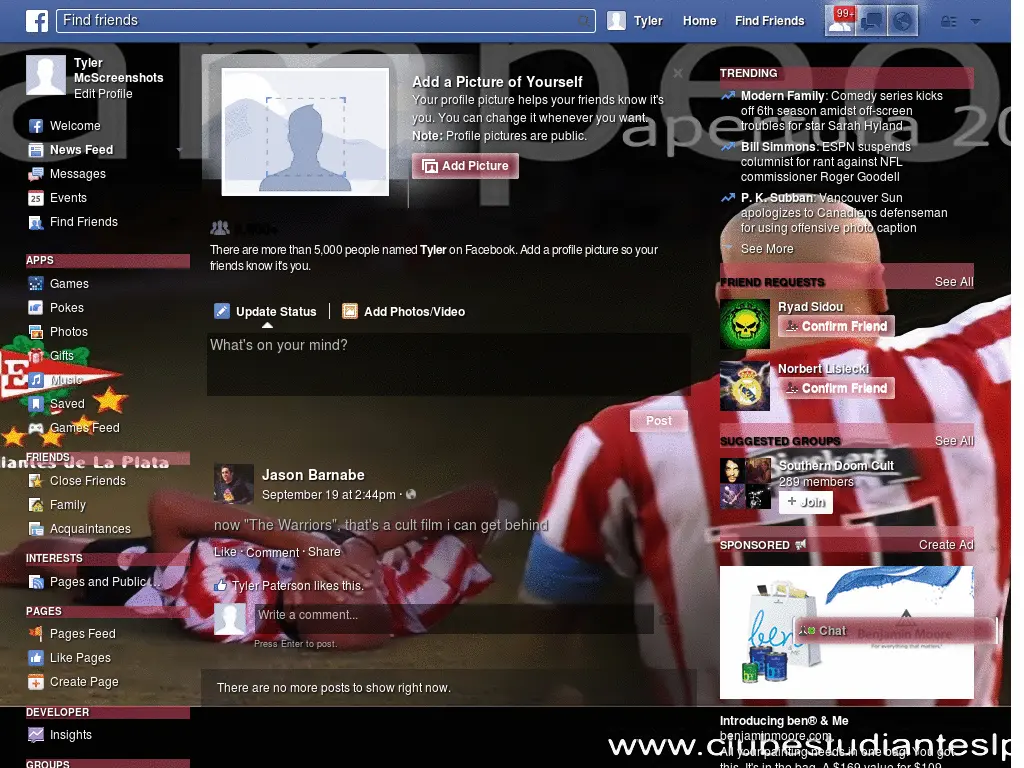 Find friends
Tyler
Home
Find Friends
99+
Tyler
McScreenshots
Edit Profile
Welcome
News Feed
Messages
25
Events
Find Friends
APPS
Games
Pokes
Photos
Gifts
Music
Saved
Games Feed
FRIENDS
iantes de La Plata
Close Friends
Family
Acquaintances
INTERESTS
Pages and Public...
PAGES
Pages Feed
Like Pages
Create Page
DEVELOPER
Insights
GROUPS
Add a Picture of Yourself
Your profile picture helps your friends know it's
you. You can change it whenever you want.
Note: Profile pictures are public.
Add Picture
There are more than 5,000 people named Tyler on Facebook. Add a profile picture so your
friends know it's you.
Update Status
Add Photos/Video
What's on your mind?
Post
Jason Barnabe
September 19 at 2:44pm ·
now "The Warriors", that's a cult film i can get behind
Like · Comment · Share
Tyler Paterson likes this.
Write a comment...
Press Enter to post.
There are no more posts to show right now.
apertura 20
TRENDING
Modern Family: Comedy series kicks
off 6th season amidst off-screen
troubles for star Sarah Hyland
Bill Simmons: ESPN suspends
columnist for rant against NFL
commissioner Roger Goodell
P. K. Subban: Vancouver Sun
apologizes to Canadiens defenseman
for using offensive photo caption
See More
FRIEND REQUESTS
See All
Ryad Sidou
Confirm Friend
Norbert Lisiecki
Confirm Friend
SUGGESTED GROUPS
See All
Southern Doom Cult
289 members
+ Join
SPONSORED
Create Ad
ben
Chat
Benjamin Moore
For everything that matters.
Introducing ben® & Me
benjaminmoore.com
All your painting needs in one bag! You got
this. It's in the bag. A $169 value for $109
www.clubestudianteslp